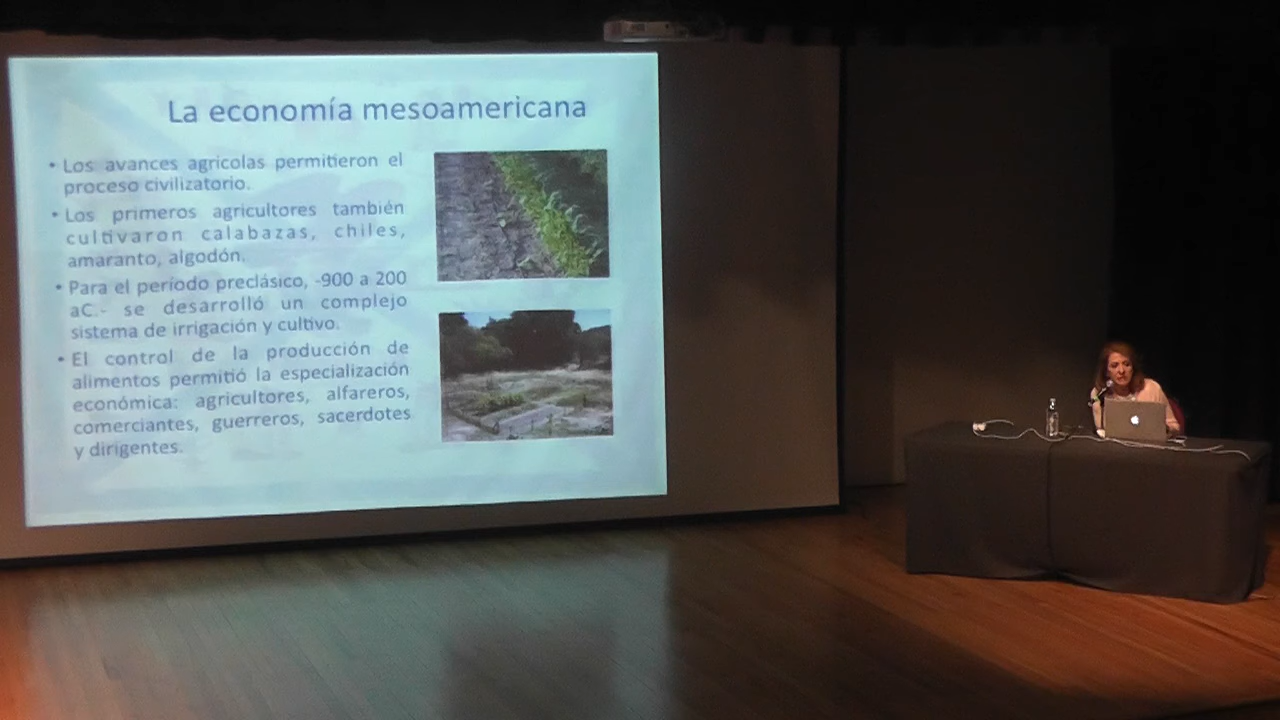 La economía mesoamericana
• Los avances agricolas permitieron el
proceso civilizatorio.
• Los primeros agricultores también
cultivaron calabazas, chiles,
amaranto, algodón.
• Para el período preclásico, -900 a 200
aC.- se desarrolló un complejo
sistema de irrigación y cultivo.
• El control de la producción de
alimentos permitió la especialización
económica: agricultores, alfareros,
comerciantes, guerreros, sacerdotes
y dirigentes.